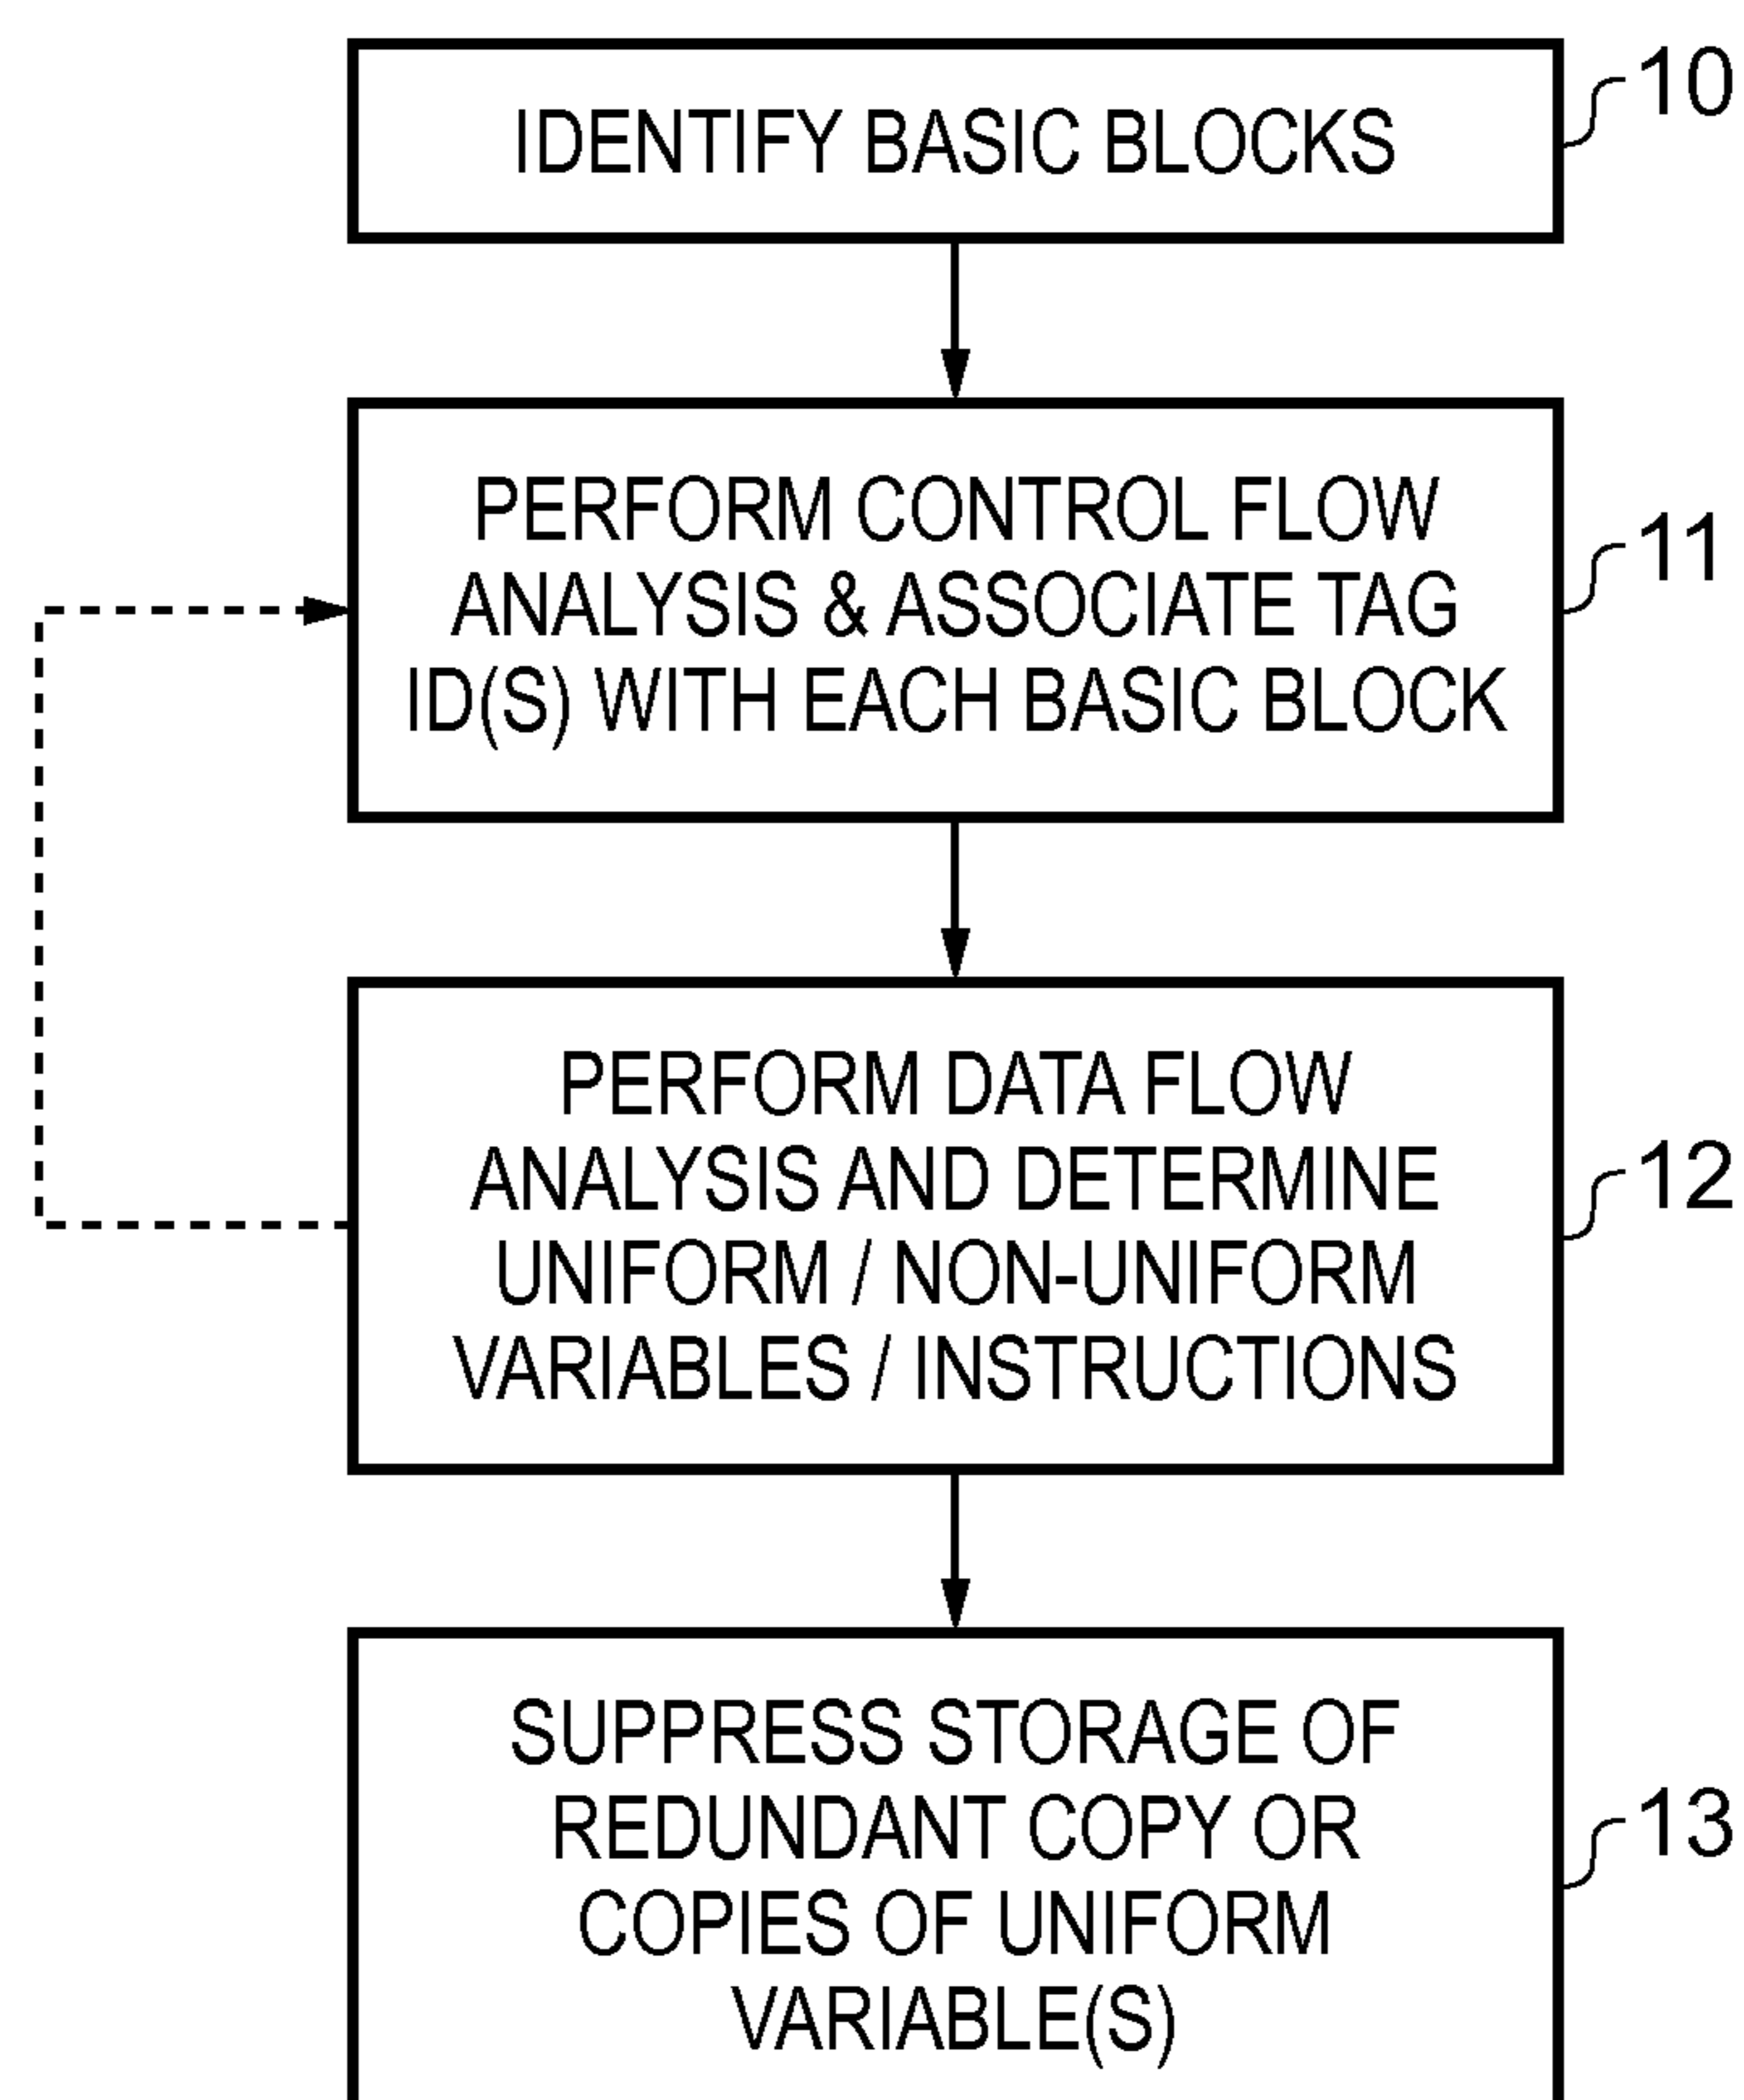 IDENTIFY BASIC BLOCKS
10
PERFORM CONTROL FLOW
ANALYSIS & ASSOCIATE TAG
ID(S) WITH EACH BASIC BLOCK
11
PERFORM DATA FLOW
ANALYSIS AND DETERMINE
UNIFORM / NON-UNIFORM
VARIABLES / INSTRUCTIONS
12
SUPPRESS STORAGE OF
REDUNDANT COPY OR
COPIES OF UNIFORM
VARIABLE(S)
13